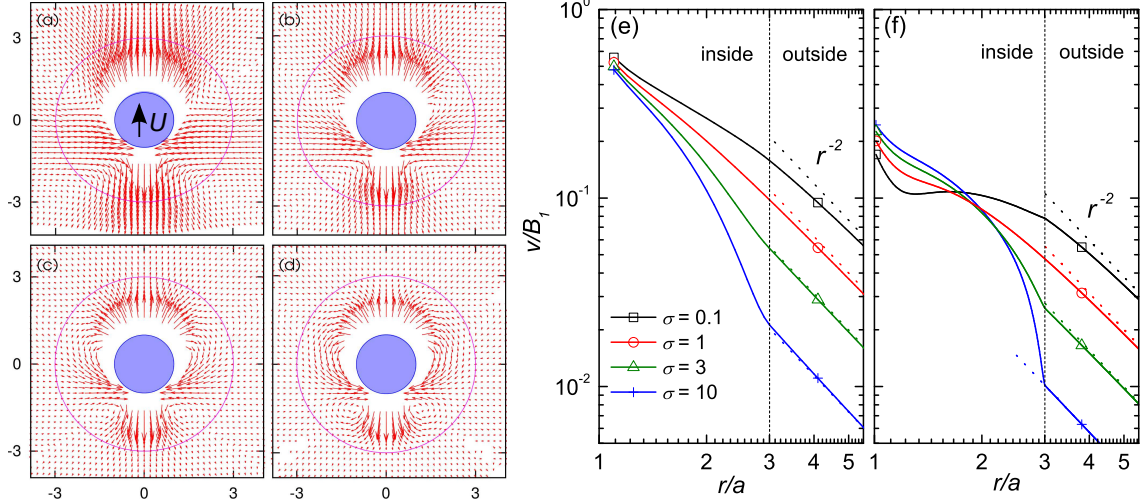 (a)
(b)
3
0
-3
U
(c)
(d)
3
0
-3
-3 0 3
-3 0 3
(e)
(f)
inside
outside
inside
outside
r⁻²
r⁻²
10⁰
10⁻¹
10⁻²
v/B₁
σ = 0.1
σ = 1
σ = 3
σ = 10
1 2 3 4 5
1 2 3 4 5
r/a
r/a